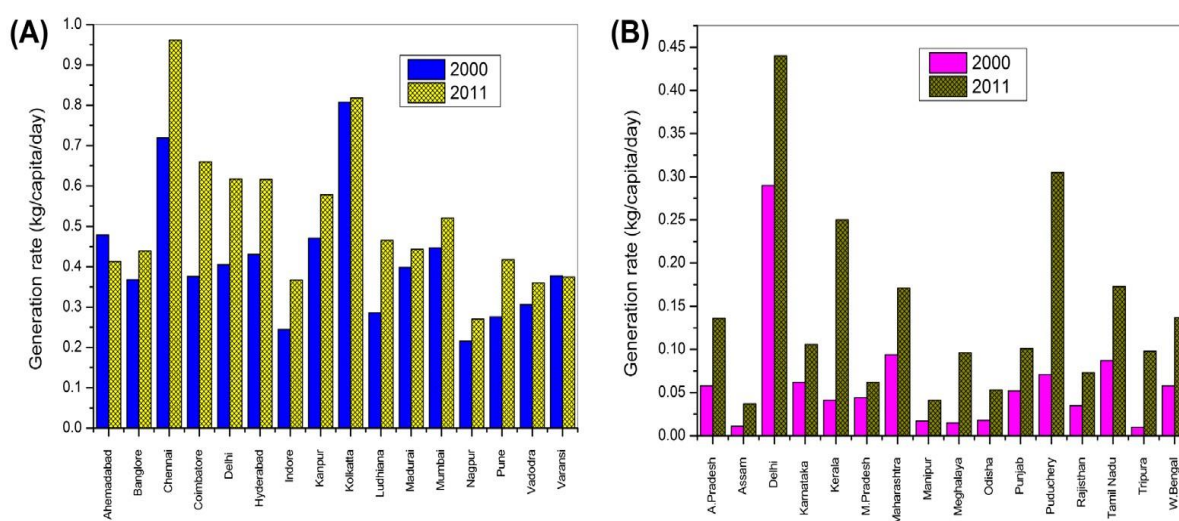 (A)
Generation rate (kg/capita/day)
1.0
0.9
0.8
0.7
0.6
0.5
0.4
0.3
0.2
0.1
0.0
2000
2011
Ahemadabad
Banglore
Chennai
Coimbatore
Delhi
Hyderabad
Indore
Kanpur
Kolkatta
Ludhiana
Madurai
Mumbai
Nagpur
Pune
Vadodra
Varansi
(B)
Generation rate (kg/capita/day)
0.45
0.40
0.35
0.30
0.25
0.20
0.15
0.10
0.05
0.00
2000
2011
A.Pradesh
Assam
Delhi
Karnataka
Kerala
M.Pradesh
Maharashtra
Manipur
Meghalaya
Odisha
Punjab
Puduchery
Rajisthan
Tamil Nadu
Tripura
W.Bengal